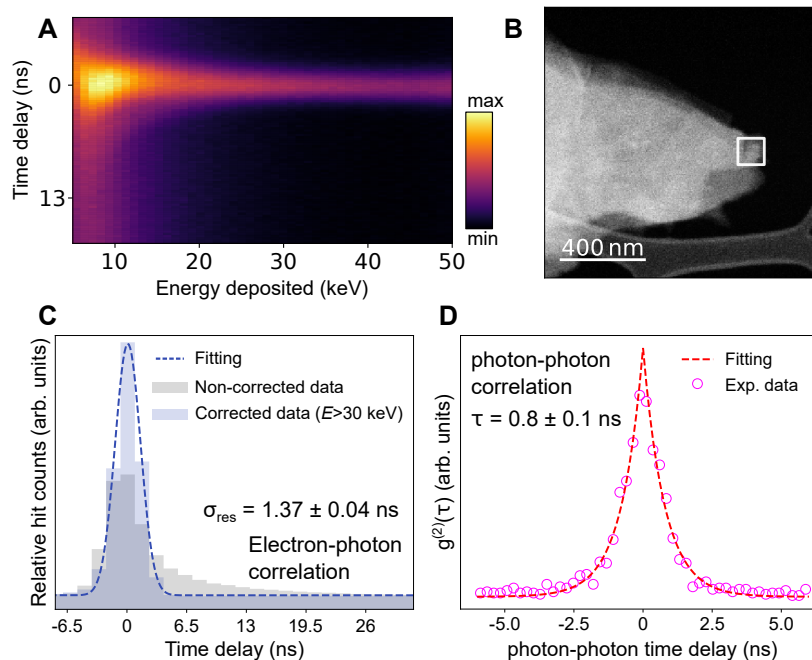 A
Time delay (ns)
0
13
10 20 30 40 50
Energy deposited (keV)
max
min
B
400 nm
C
Relative hit counts (arb. units)
Fitting
Non-corrected data
Corrected data (E>30 keV)
σres = 1.37 ± 0.04 ns
Electron-photon
correlation
-6.5 0 6.5 13 19.5 26
Time delay (ns)
D
g(2)(τ) (arb. units)
photon-photon
correlation
τ = 0.8 ± 0.1 ns
Fitting
Exp. data
-5.0 -2.5 0 2.5 5.0
photon-photon time delay (ns)